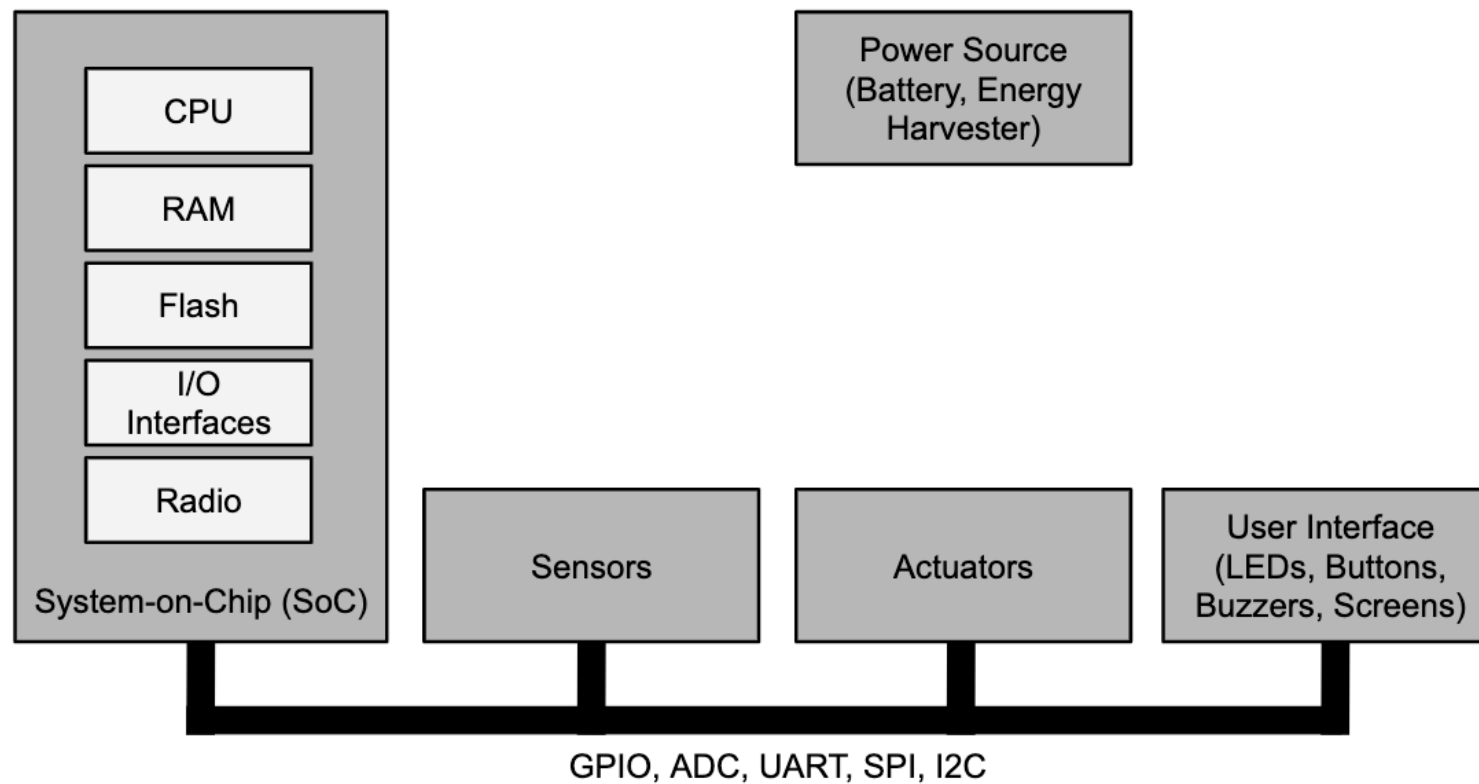 CPU
RAM
Flash
I/O
Interfaces
Radio
System-on-Chip (SoC)
Power Source
(Battery, Energy
Harvester)
Sensors
Actuators
User Interface
(LEDs, Buttons,
Buzzers, Screens)
GPIO, ADC, UART, SPI, I2C